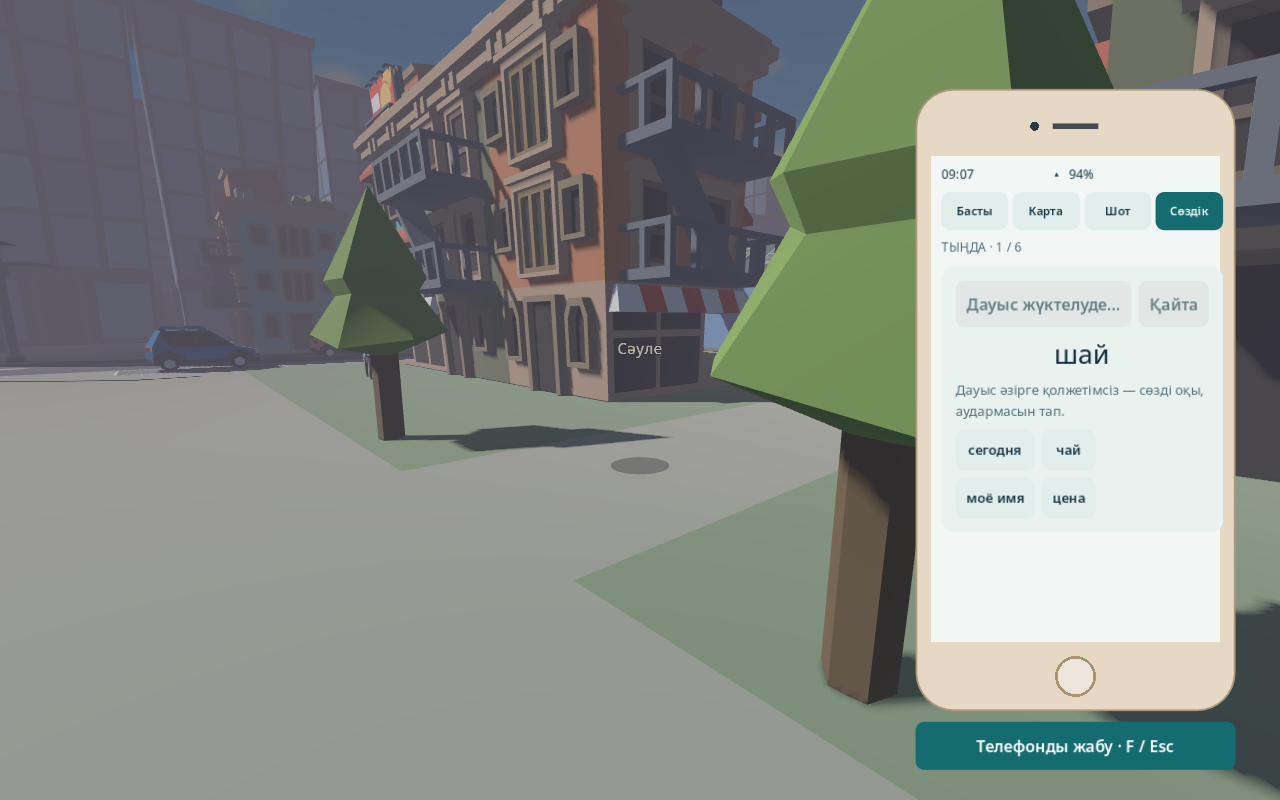 Сәуле
09:07 ▲ 94%
Басты Карта Шот Сөздік
ТЫҢДА · 1 / 6
Дауыс жүктелуде... Қайта
шай
Дауыс әзірге қолжетімсіз — сөзді оқы,
аудармасын тап.
сегодня чай
моё имя цена
Телефонды жабу · F / Esc